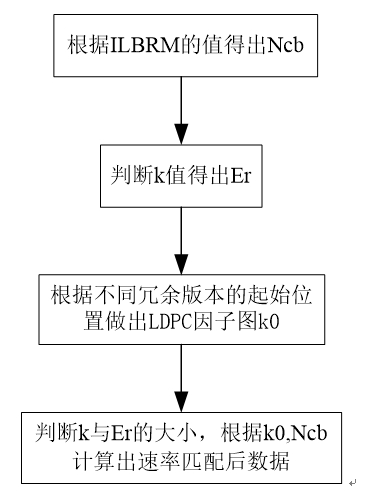 根据ILBRM的值得出Ncb
判断k值得出Er
根据不同冗余版本的起始位
置做出LDPC因子图k0
判断k与Er的大小，根据k0,Ncb
计算出速率匹配后数据